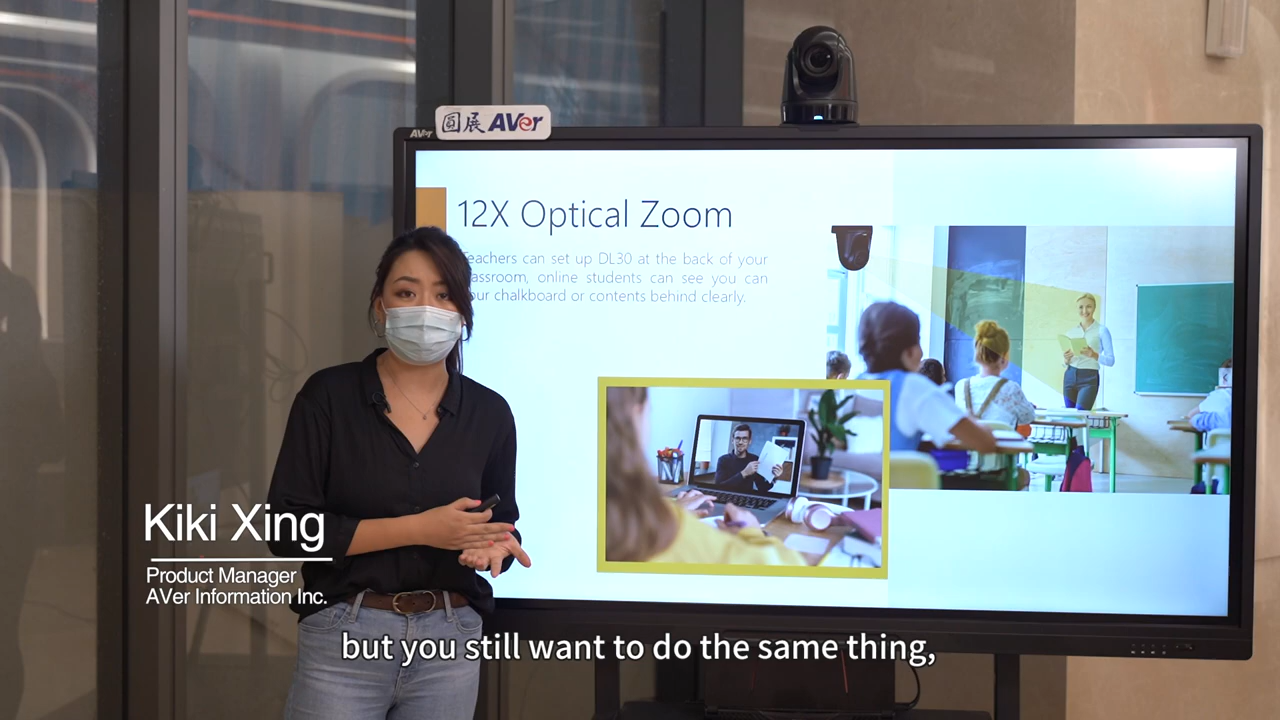 AVer
圓展 AVer
12X Optical Zoom
Teachers can set up DL30 at the back of your
classroom, online students can see you can
your chalkboard or contents behind clearly.
Kiki Xing
Product Manager
AVer Information Inc.
but you still want to do the same thing,